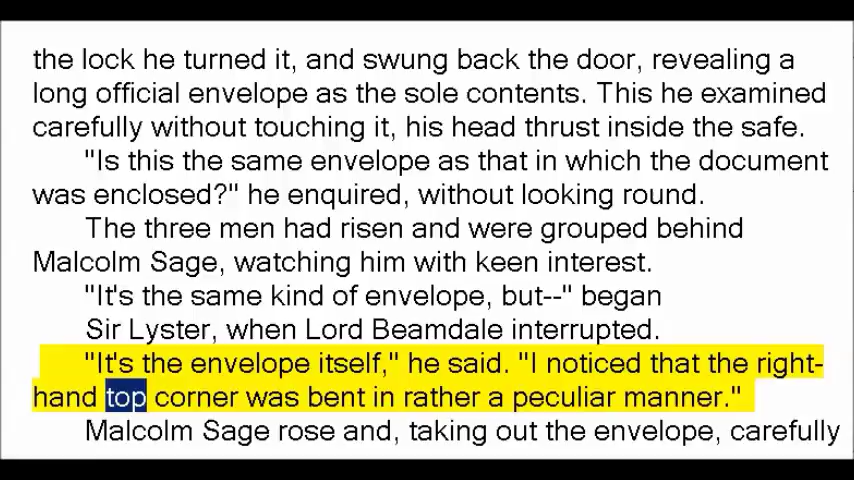 the lock he turned it, and swung back the door, revealing a
long official envelope as the sole contents. This he examined
carefully without touching it, his head thrust inside the safe.
"Is this the same envelope as that in which the document
was enclosed?" he enquired, without looking round.
The three men had risen and were grouped behind
Malcolm Sage, watching him with keen interest.
"It's the same kind of envelope, but--" began
Sir Lyster, when Lord Beamdale interrupted.
"It's the envelope itself," he said. "I noticed that the right-
hand top corner was bent in rather a peculiar manner."
Malcolm Sage rose and, taking out the envelope, carefully